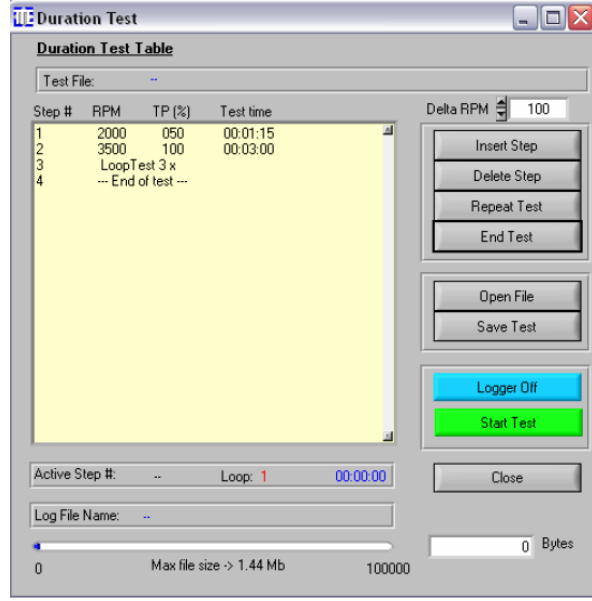 Duration Test
Duration Test Table
Test File: --
Step # RPM TP (%) Test time
Delta RPM 100
1 2000 050 00:01:15
2 3500 100 00:03:00
3 LoopTest 3 x
4 --- End of test ---
Insert Step
Delete Step
Repeat Test
End Test
Open File
Save Test
Logger Off
Start Test
Active Step #: -- Loop: 1 00:00:00
Close
Log File Name: --
0 Bytes
0 Max file size -> 1.44 Mb 100000